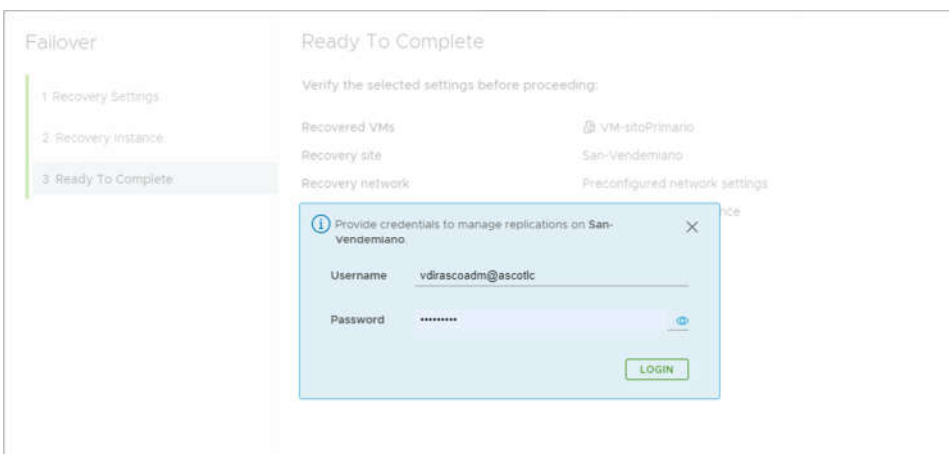 Failover
1 Recovery Settings
2 Recovery Instance
3 Ready To Complete
Ready To Complete
Verify the selected settings before proceeding:
Recovered VMs VM-sitoPrimario
Recovery site San-Vendemiano
Recovery network Preconfigured network settings
nce
Provide credentials to manage replications on San-
Vendemiano.
Username vdirascoadm@ascotlc
Password •••••••••
LOGIN